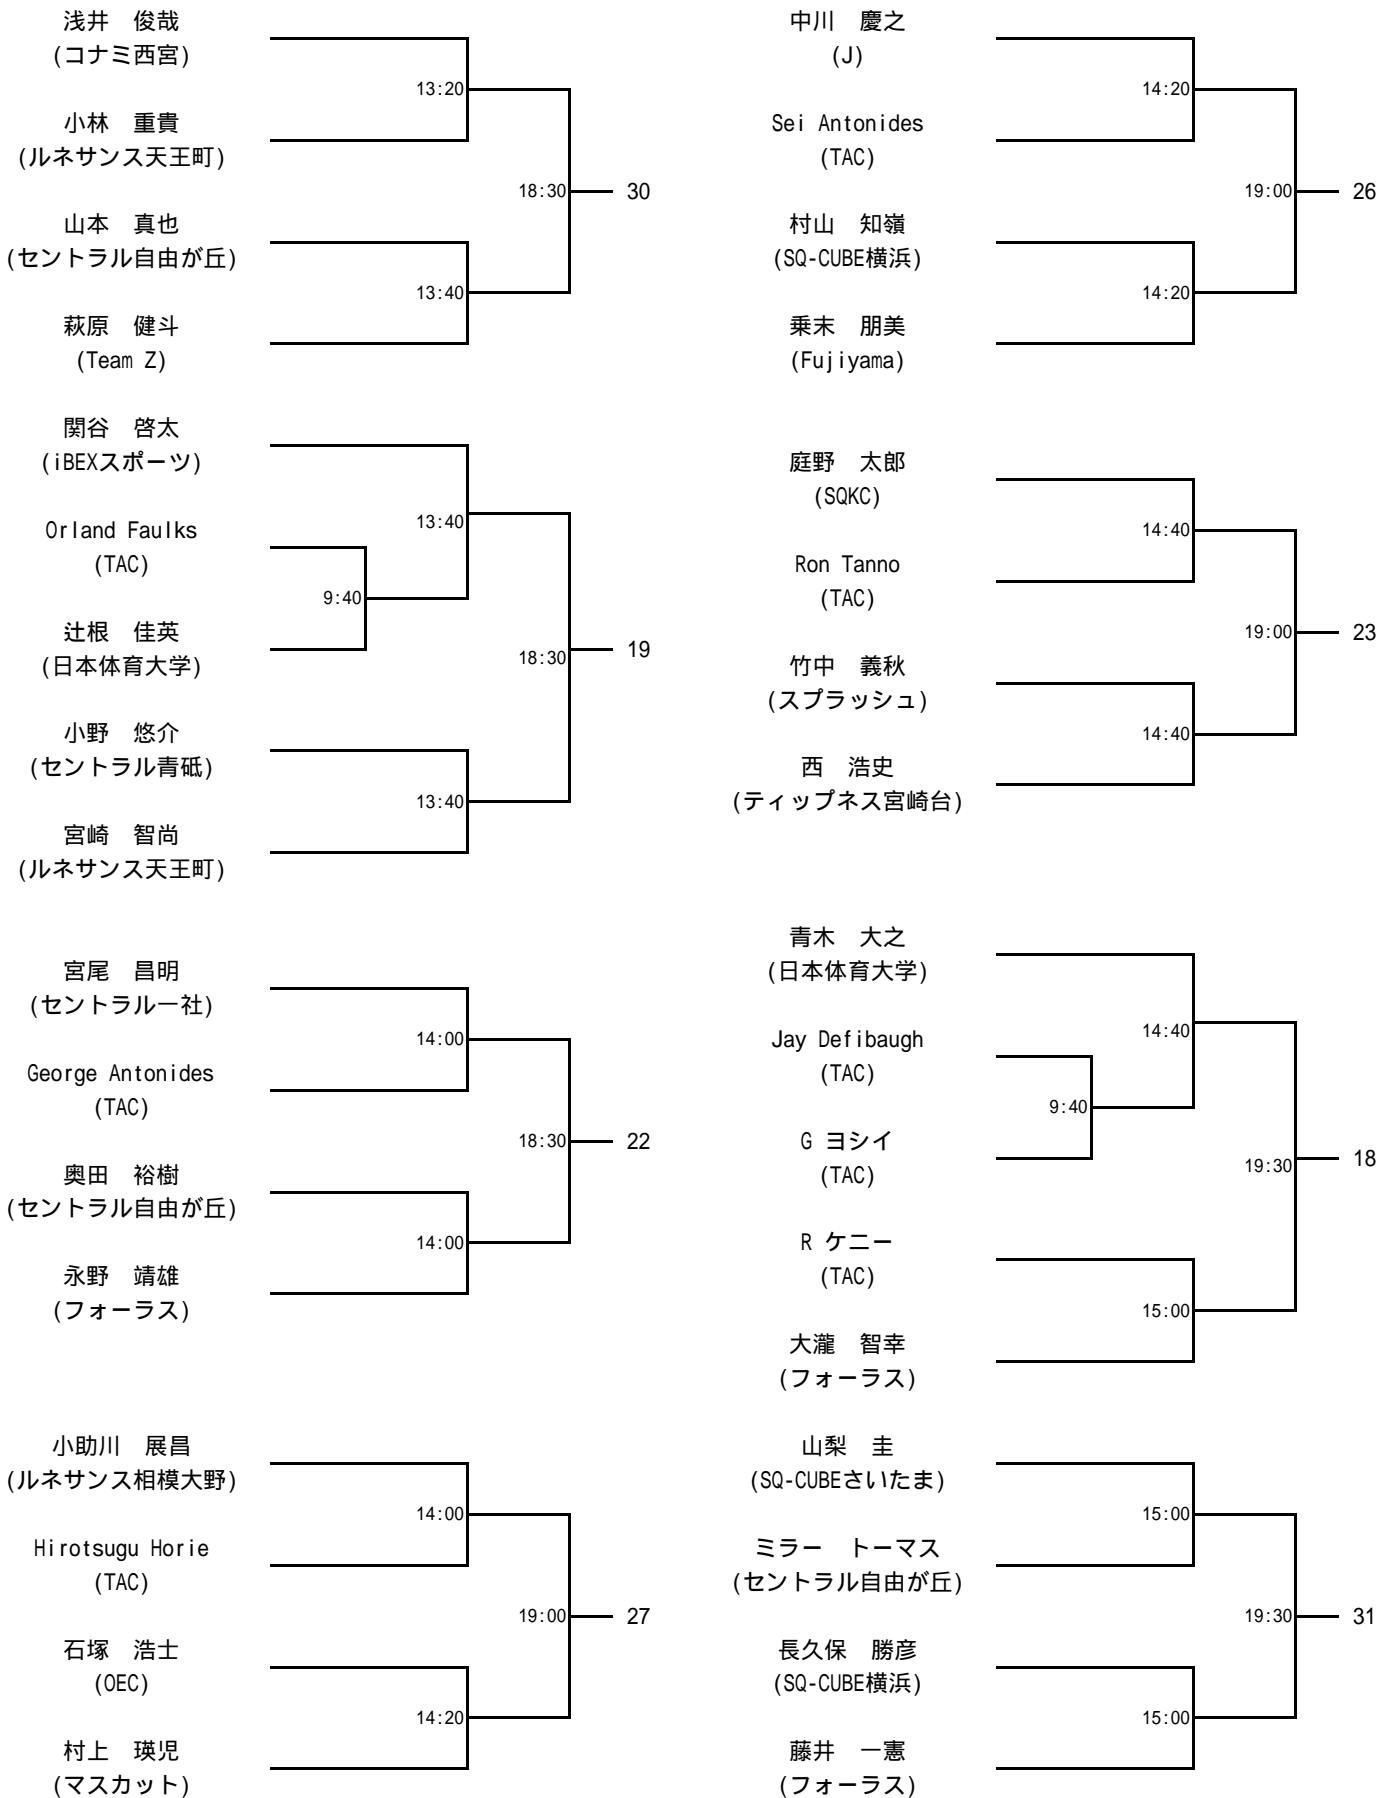 浅井　俊哉
(コナミ西宮)
13:20
小林　重貴
(ルネサンス天王町)
18:30
30
山本　真也
(セントラル自由が丘)
13:40
萩原　健斗
(Team Z)
関谷　啓太
(iBEXスポーツ)
13:40
Orland Faulks
(TAC)
9:40
辻根　佳英
(日本体育大学)
18:30
19
小野　悠介
(セントラル青砥)
13:40
宮崎　智尚
(ルネサンス天王町)
宮尾　昌明
(セントラル一社)
14:00
George Antonides
(TAC)
18:30
22
奥田　裕樹
(セントラル自由が丘)
14:00
永野　靖雄
(フォーラス)
小助川　展昌
(ルネサンス相模大野)
14:00
Hirotsugu Horie
(TAC)
19:00
27
石塚　浩士
(OEC)
14:20
村上　瑛児
(マスカット)
中川　慶之
(J)
14:20
Sei Antonides
(TAC)
19:00
26
村山　知嶺
(SQ-CUBE横浜)
14:20
乗末　朋美
(Fujiyama)
庭野　太郎
(SQKC)
14:40
Ron Tanno
(TAC)
19:00
23
竹中　義秋
(スプラッシュ)
14:40
西　浩史
(ティップネス宮崎台)
青木　大之
(日本体育大学)
14:40
Jay Defibaugh
(TAC)
9:40
G ヨシイ
(TAC)
19:30
18
R ケニー
(TAC)
15:00
大瀧　智幸
(フォーラス)
山梨　圭
(SQ-CUBEさいたま)
15:00
ミラー　トーマス
(セントラル自由が丘)
19:30
31
長久保　勝彦
(SQ-CUBE横浜)
15:00
藤井　一憲
(フォーラス)